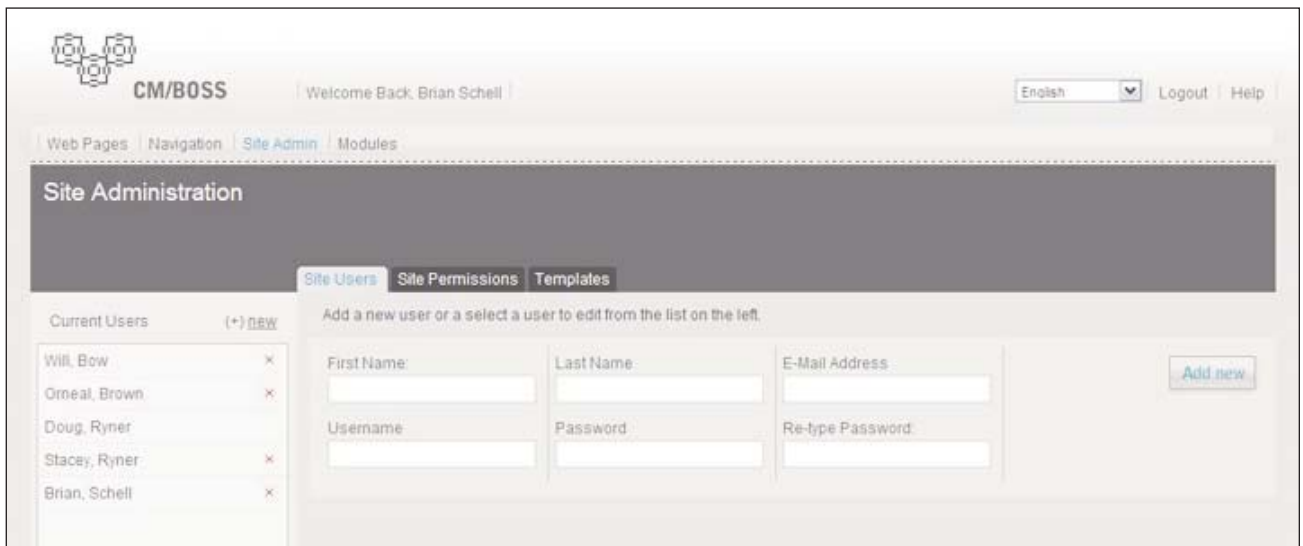 CM/BOSS
Welcome Back, Brian Schell
English
Logout
Help
Web Pages
Navigation
Site Admin
Modules
Site Administration
Site Users
Site Permissions
Templates
Current Users
(+) new
Add a new user or a select a user to edit from the list on the left.
Will, Bow ×
Orneal, Brown ×
Doug, Ryner
Stacey, Ryner ×
Brian, Schell ×
First Name:
Last Name
E-Mail Address
Add new
Username
Password
Re-type Password: